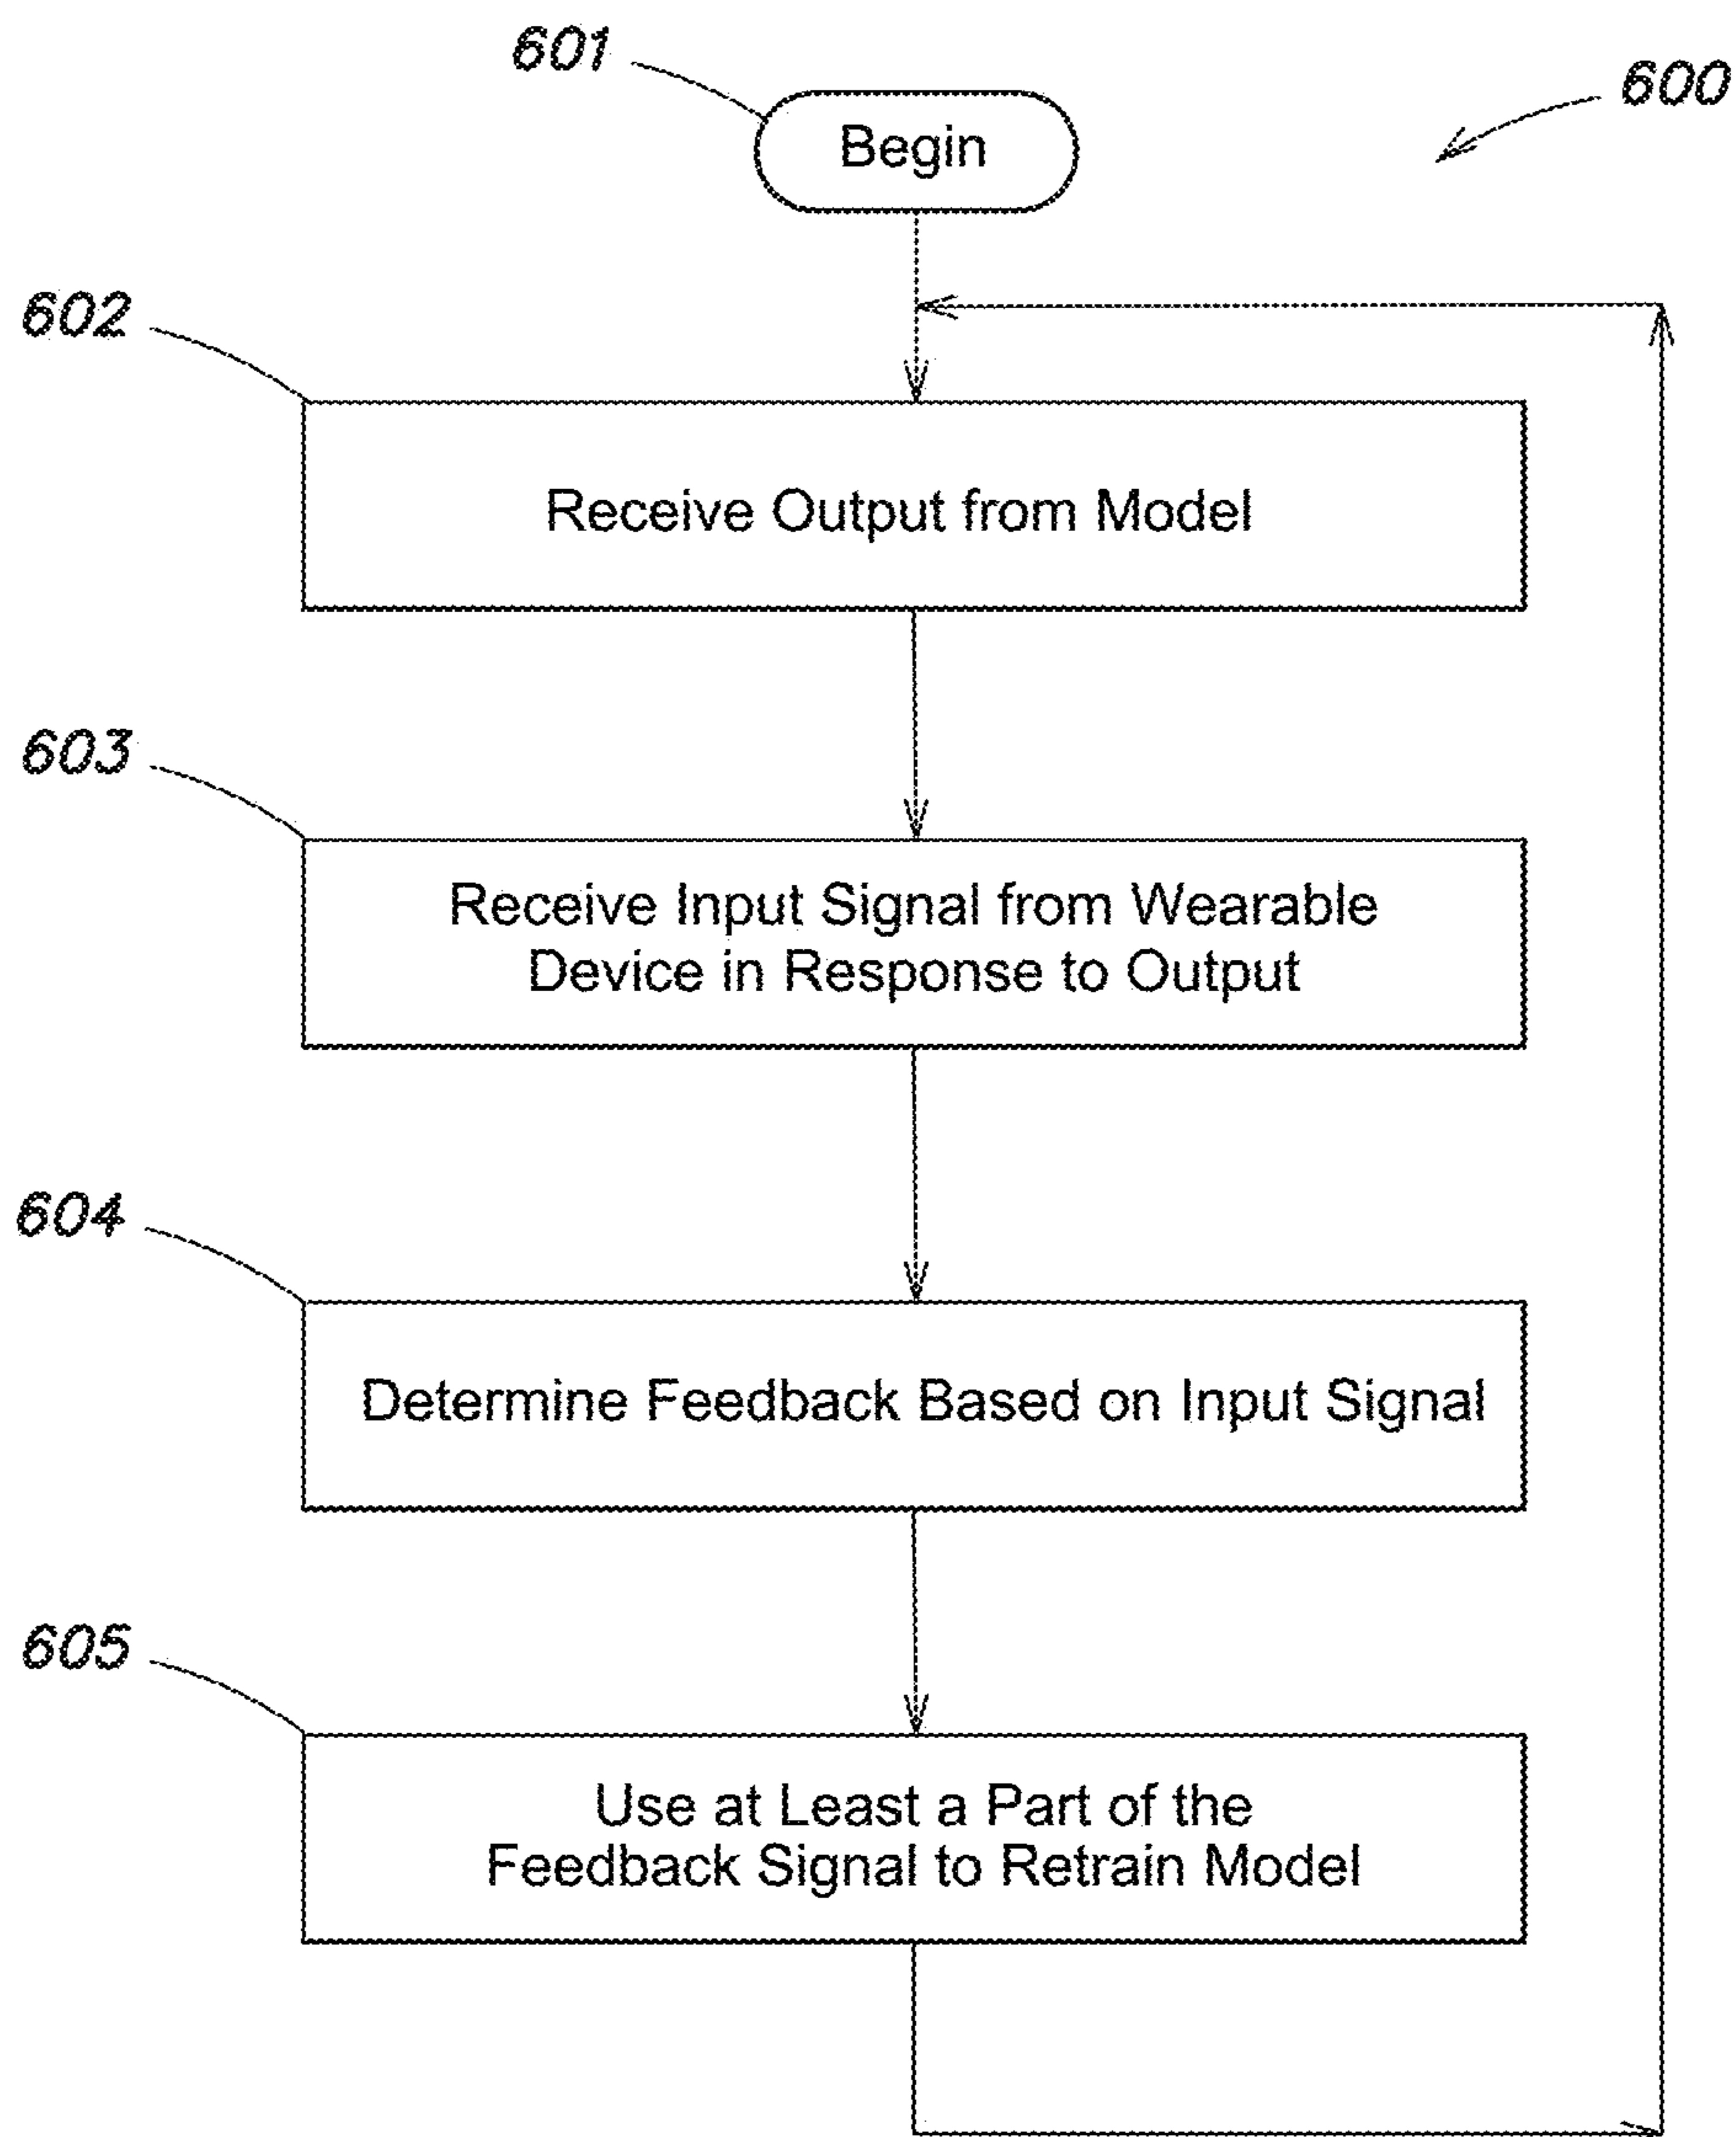 601
600
Begin
602
Receive Output from Model
603
Receive Input Signal from Wearable
Device in Response to Output
604
Determine Feedback Based on Input Signal
605
Use at Least a Part of the
Feedback Signal to Retrain Model